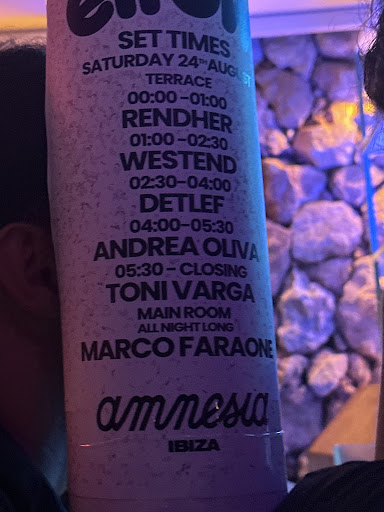 SET TIMES
SATURDAY 24TH AUGUST
TERRACE
00:00 – 01:00
RENDHER
01:00 – 02:30
WESTEND
02:30 – 04:00
DETLEF
04:00 – 05:30
ANDREA OLIVA
05:30 – CLOSING
TONI VARGA
MAIN ROOM
ALL NIGHT LONG
MARCO FARAONE
amnesia
IBIZA